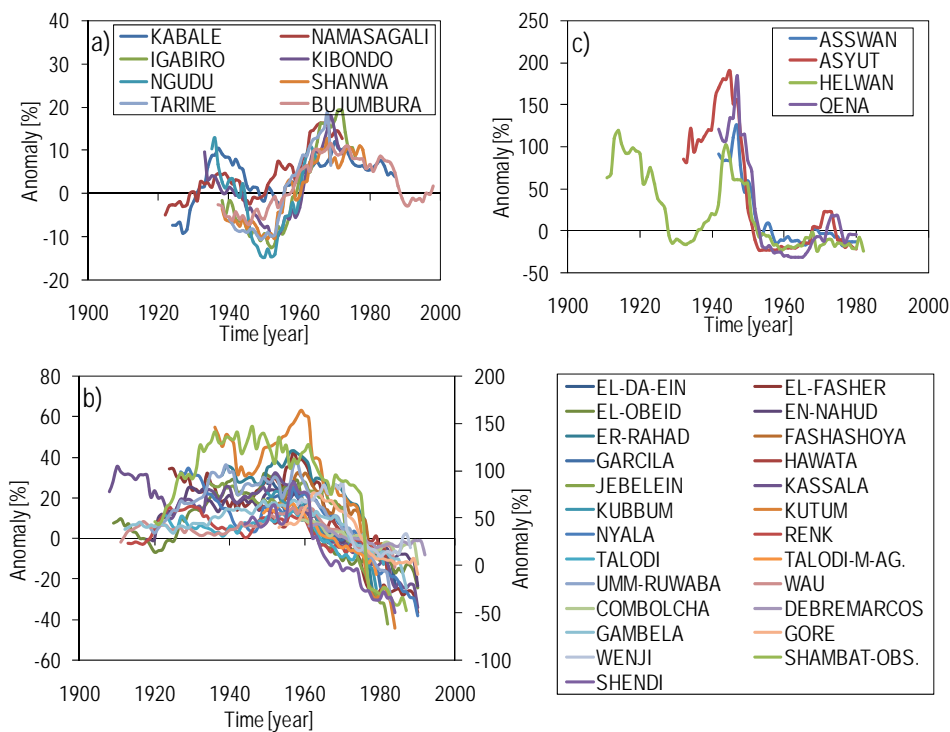 a)
KABALE NAMASAGALI
IGABIRO KIBONDO
NGUDU SHANWA
TARIME BUJUMBURA
Anomaly [%]
40
30
20
10
0
-10
-20
1900 1920 1940 1960 1980 2000
Time [year]
c)
ASSWAN
ASYUT
HELWAN
QENA
Anomaly [%]
250
200
150
100
50
0
-50
1900 1920 1940 1960 1980 2000
Time [year]
b)
Anomaly [%]
80
60
40
20
0
-20
-40
-60
Anomaly [%]
200
150
100
50
0
-50
-100
1900 1920 1940 1960 1980 2000
Time [year]
EL-DA-EIN EL-FASHER
EL-OBEID EN-NAHUD
ER-RAHAD FASHASHOYA
GARCILA HAWATA
JEBELEIN KASSALA
KUBBUM KUTUM
NYALA RENK
TALODI TALODI-M-AG.
UMM-RUWABA WAU
COMBOLCHA DEBREMARCOS
GAMBELA GORE
WENJI SHAMBAT-OBS.
SHENDI